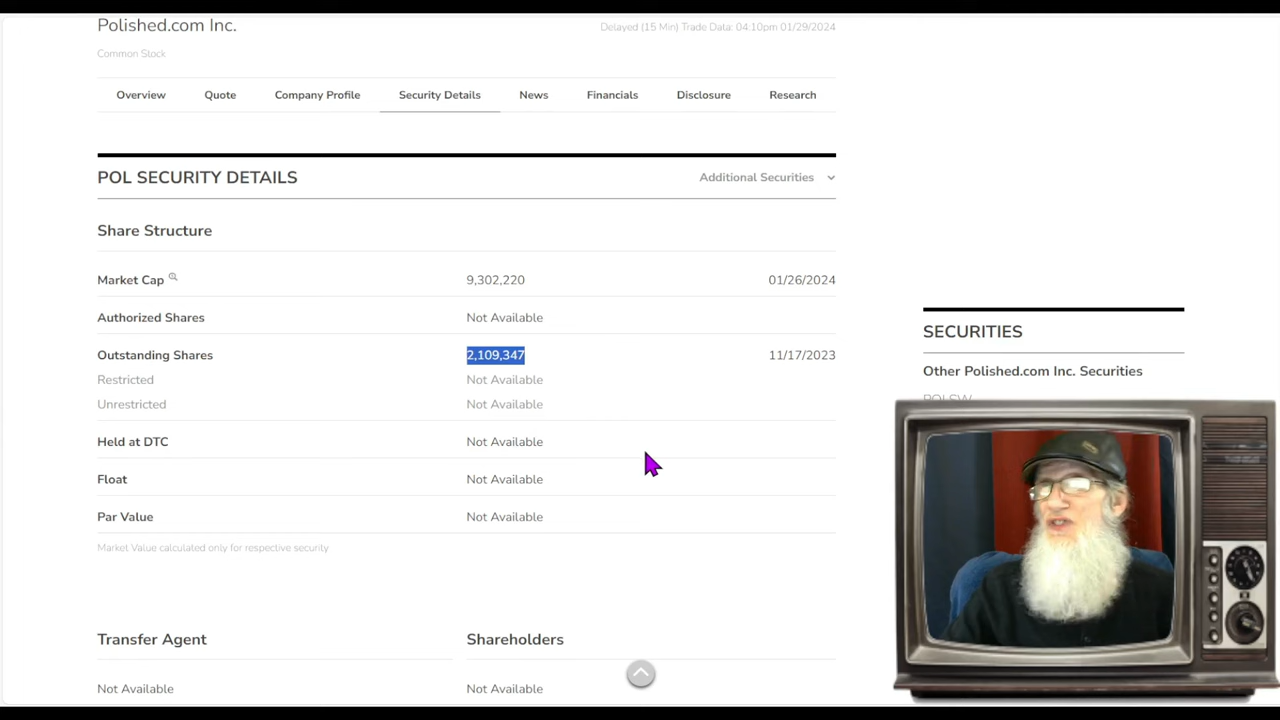 Polished.com Inc.
Delayed (15 Min) Trade Data: 04:10pm 01/29/2024
Common Stock
Overview Quote Company Profile Security Details News Financials Disclosure Research
POL SECURITY DETAILS Additional Securities
Share Structure
Market Cap 9,302,220 01/26/2024
Authorized Shares Not Available
Outstanding Shares 2,109,347 11/17/2023
Restricted Not Available
Unrestricted Not Available
Held at DTC Not Available
Float Not Available
Par Value Not Available
Market Value calculated only for respective security
Transfer Agent Shareholders
Not Available Not Available
SECURITIES
Other Polished.com Inc. Securities
POLSW